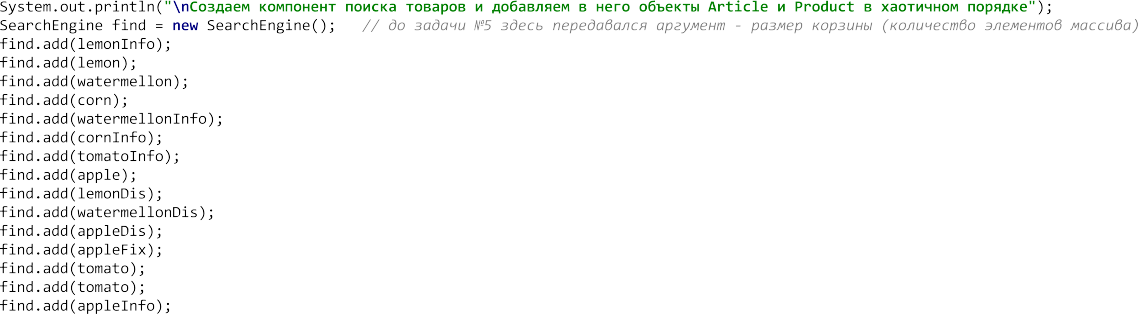 System.out.println("\nСоздаем компонент поиска товаров и добавляем в него объекты Article и Product в хаотичном порядке");
SearchEngine find = new SearchEngine();   // до задачи №5 здесь передавался аргумент - размер корзины (количество элементов массива)
find.add(lemonInfo);
find.add(lemon);
find.add(watermellon);
find.add(corn);
find.add(watermellonInfo);
find.add(cornInfo);
find.add(tomatoInfo);
find.add(apple);
find.add(lemonDis);
find.add(watermellonDis);
find.add(appleDis);
find.add(appleFix);
find.add(tomato);
find.add(tomato);
find.add(appleInfo);